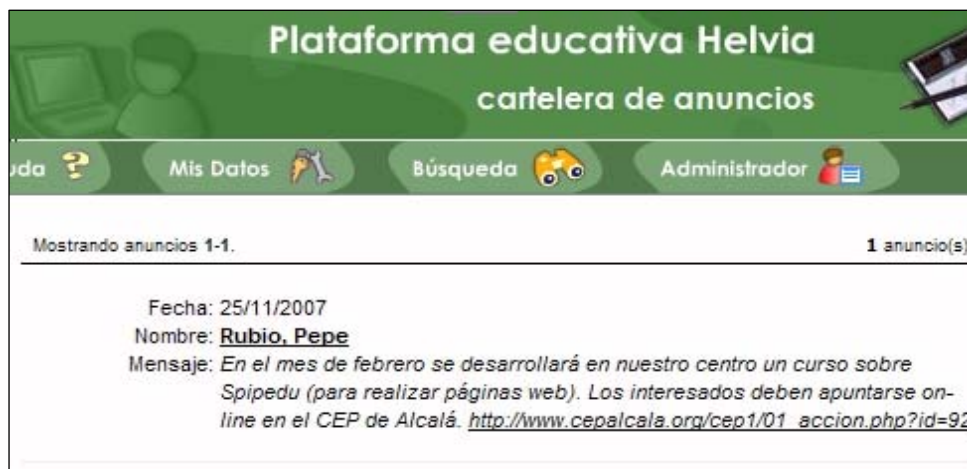 Plataforma educativa Helvia
cartelera de anuncios
uda Mis Datos Búsqueda Administrador
Mostrando anuncios 1-1. 1 anuncio(s)
Fecha: 25/11/2007
Nombre: Rubio, Pepe
Mensaje: En el mes de febrero se desarrollará en nuestro centro un curso sobre
Spipedu (para realizar páginas web). Los interesados deben apuntarse on-
line en el CEP de Alcalá. http://www.cepalcala.org/cep1/01_accion.php?id=92